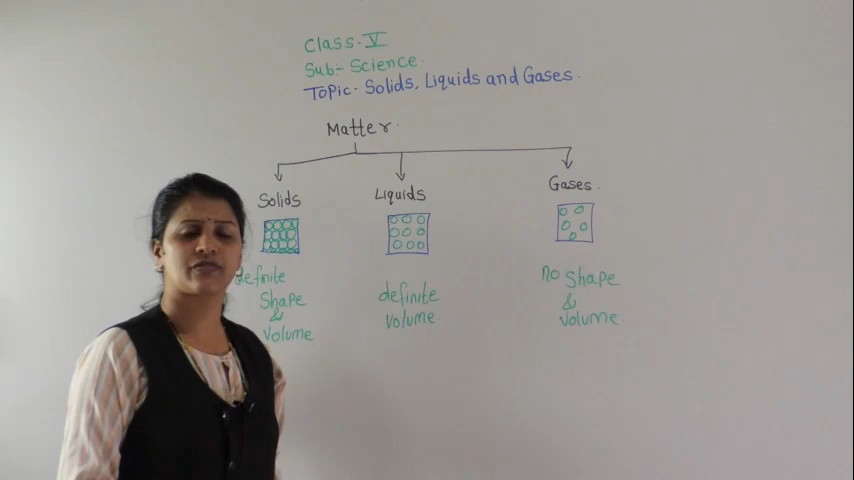 Class. V
Sub:- Science.
Topic- Solids, Liquids and Gases.
Matter.
Solids
Liquids
Gases.
definite
Shape
&
volume
definite
volume
no Shape
&
volume.